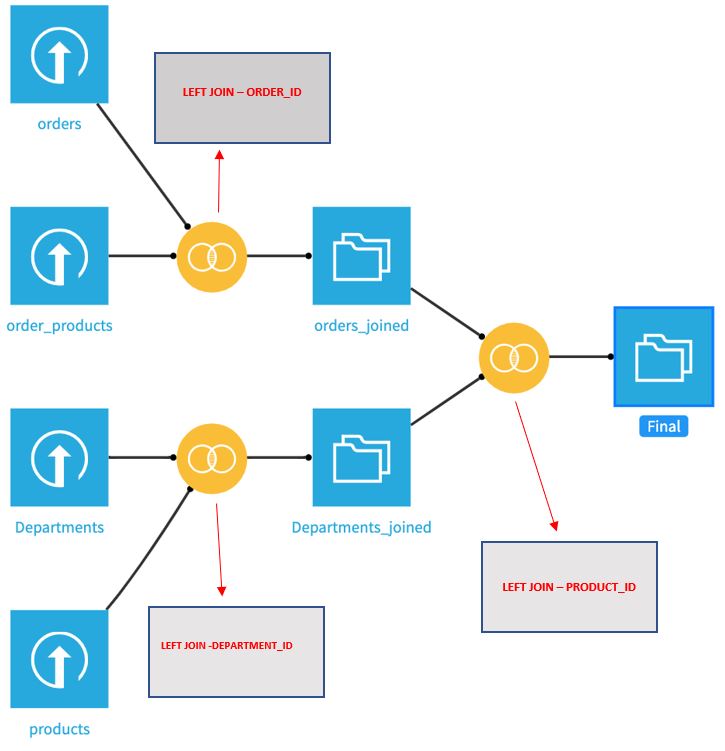 orders
LEFT JOIN – ORDER_ID
order_products
orders_joined
Final
Departments
Departments_joined
LEFT JOIN – PRODUCT_ID
LEFT JOIN -DEPARTMENT_ID
products